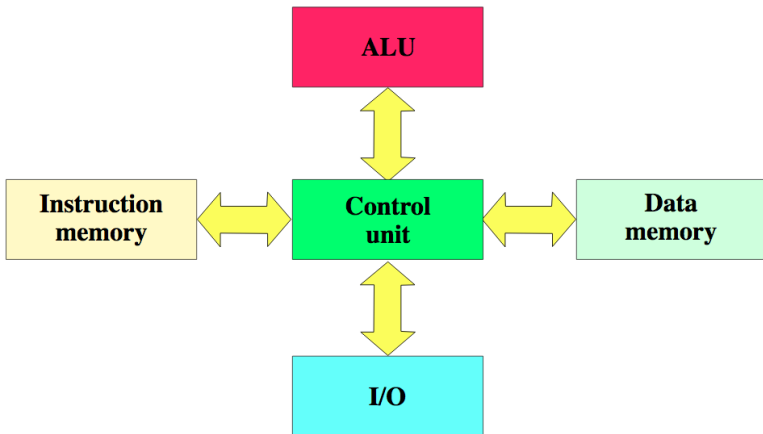 ALU
Instruction
memory
Control
unit
Data
memory
I/O